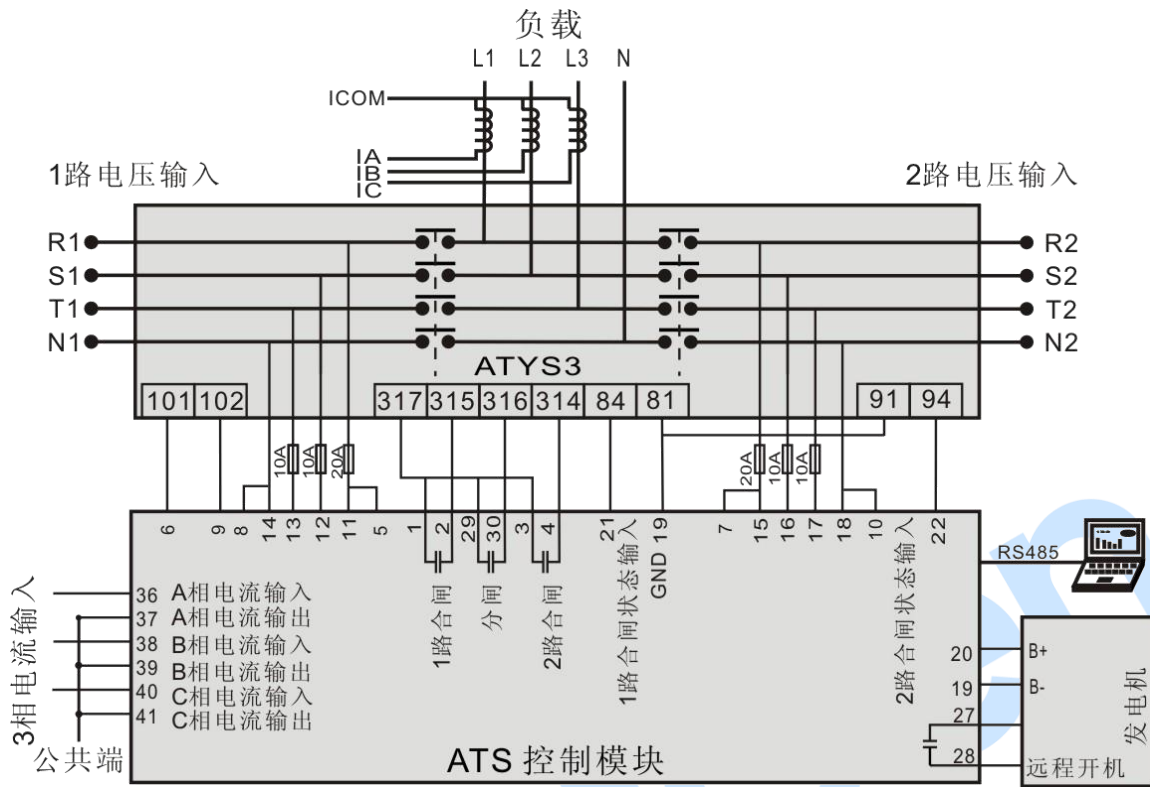 负载
L1 L2 L3 N
ICOM
IA
IB
IC
1路电压输入
2路电压输入
R1
S1
T1
N1
R2
S2
T2
N2
ATYS3
101 102 317 315 316 314 84 81 91 94
10A 10A 20A 20A 10A 10A
6 9 8 14 13 12 11 5 1 2 29 30 3 4 21 19 7 15 16 17 18 10 22
1路合闸
分闸
2路合闸
1路合闸状态输入
GND
2路合闸状态输入
RS485
3相电流输入
36 A相电流输入
37 A相电流输出
38 B相电流输入
39 B相电流输出
40 C相电流输入
41 C相电流输出
公共端
ATS 控制模块
20 B+
19 B-
27
28 远程开机
发电机